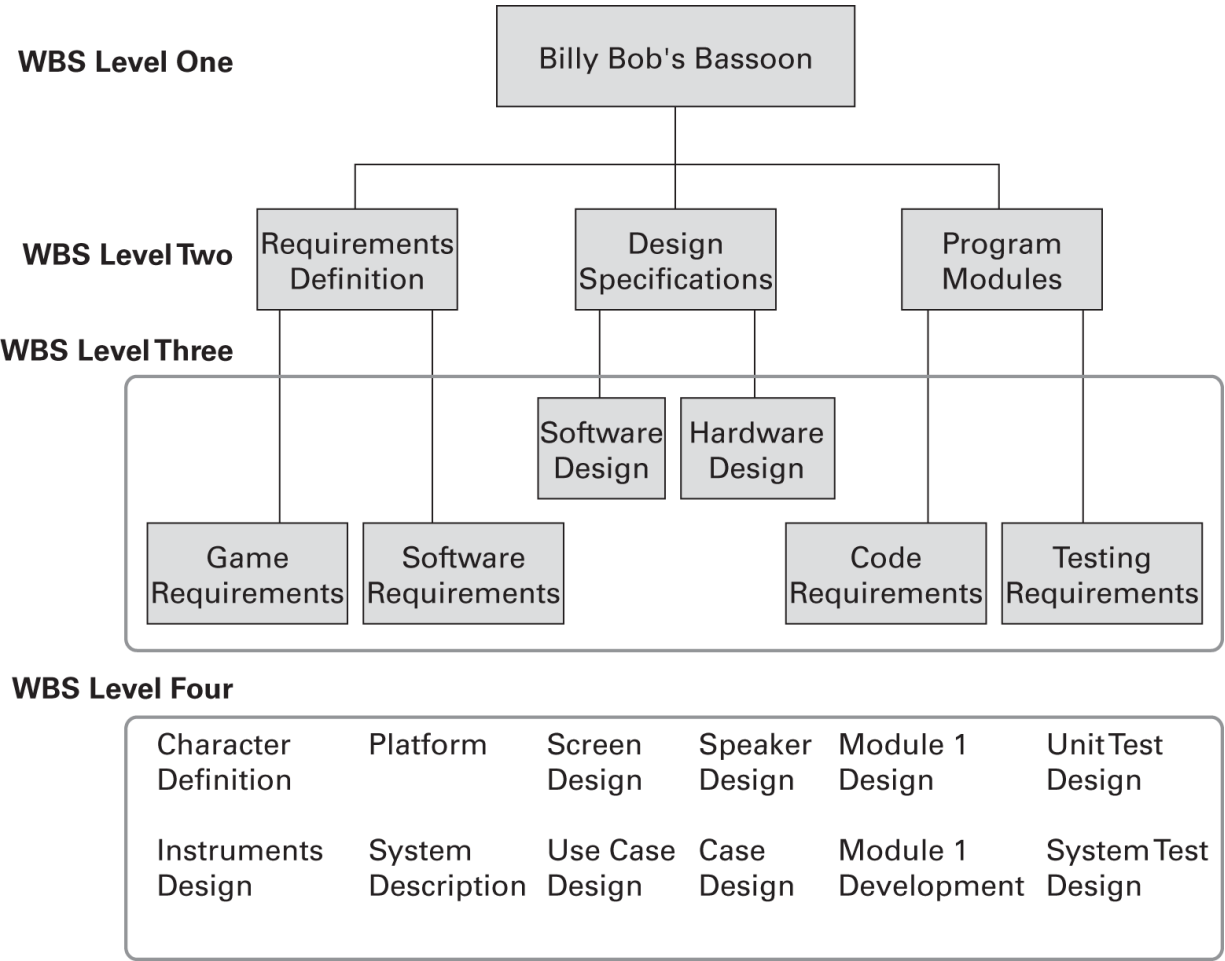 WBS Level One
Billy Bob's Bassoon
WBS Level Two
Requirements
Definition
Design
Specifications
Program
Modules
WBS Level Three
Software
Design
Hardware
Design
Game
Requirements
Software
Requirements
Code
Requirements
Testing
Requirements
WBS Level Four
Character
Definition
Platform
Screen
Design
Speaker
Design
Module 1
Design
Unit Test
Design
Instruments
Design
System
Description
Use Case
Design
Case
Design
Module 1
Development
System Test
Design